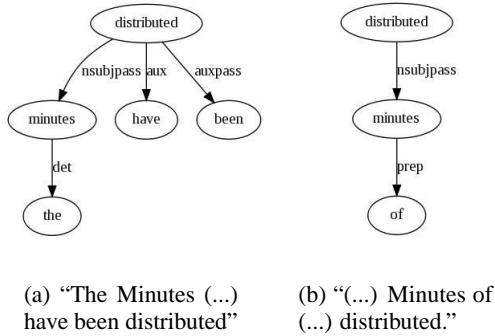 distributed
nsubjpass aux auxpass
minutes have been
det
the
distributed
nsubjpass
minutes
prep
of
(a) “The Minutes (...)
have been distributed”
(b) “(...) Minutes of
(...) distributed.”